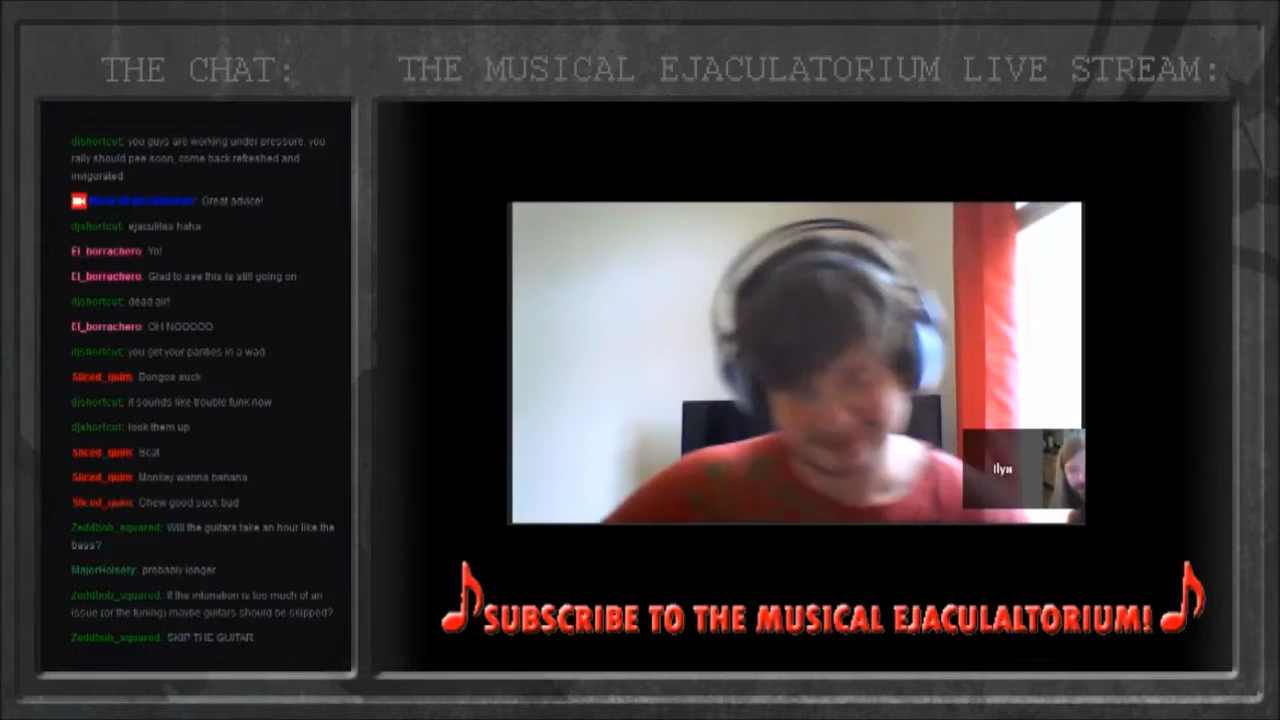 THE CHAT:
THE MUSICAL EJACULATORIUM LIVE STREAM:
djshortcut: you guys are working under pressure, you
rally should pee soon, come back refreshed and
invigorated
Great advice!
djshortcut: ejaculites haha
El_borrachero: Yo!
El_borrachero: Glad to see this is still going on
djshortcut: dead air!
El_borrachero: OH NOOOOO
djshortcut: you get your panties in a wad
Sliced_quim: Dongox suck
djshortcut: it sounds like trouble funk now
djshortcut: look them up
Sliced_quim:
Sliced_quim: Monkey wanna banana
Sliced_quim: Chew good suck bad
Zeddbob_squared: Will the guitars take an hour like the
bass?
MajorHoisety: probably longer
Zeddbob_squared: If the intonation is too much of an
issue (or the tuning) maybe guitars should be skipped?
Zeddbob_squared: SKIP THE GUITAR
Ilya
SUBSCRIBE TO THE MUSICAL EJACULALTORIUM!